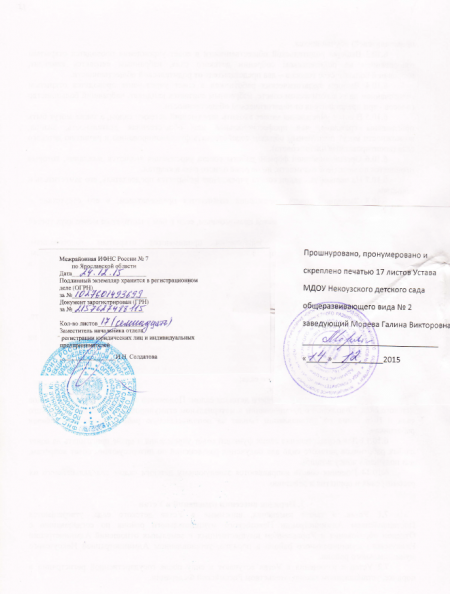 Межрайонная ИФНС России № 7
по Ярославской области
Дата 24.12.15
Подлинный экземпляр хранится в регистрационном
деле (ОГРН)
за № 1027601493693
Документ зарегистрирован (ГРН)
за №
Кол-во листов 17 (семнадцать)
Заместитель начальника отдела
регистрации юридических лиц и индивидуальных
предпринимателей
И.Н. Солдатова
Прошнуровано, пронумеровано и
скреплено печатью 17 листов Устава
МДОУ Некоузского детского сада
общеразвивающего вида № 2
заведующий Морева Галина Викторовна
« 14 » 12 2015